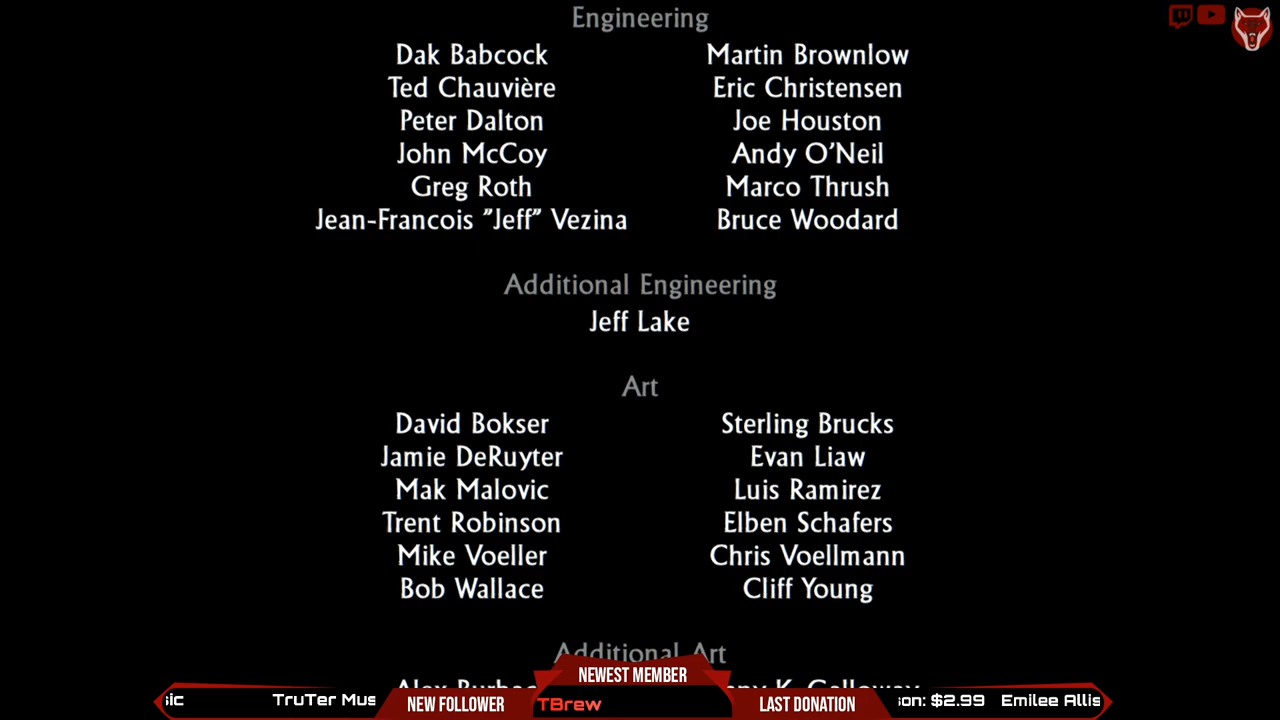 Engineering
Dak Babcock Martin Brownlow
Ted Chauvière Eric Christensen
Peter Dalton Joe Houston
John McCoy Andy O'Neil
Greg Roth Marco Thrush
Jean-Francois "Jeff" Vezina Bruce Woodard
Additional Engineering
Jeff Lake
Art
David Bokser Sterling Brucks
Jamie DeRuyter Evan Liaw
Mak Malovic Luis Ramirez
Trent Robinson Elben Schafers
Mike Voeller Chris Voellmann
Bob Wallace Cliff Young
Additional Art
K. Galloway
NEWEST MEMBER
TruTer Mus NEW FOLLOWER TBrew LAST DONATION son: $2.99 Emilee Allis